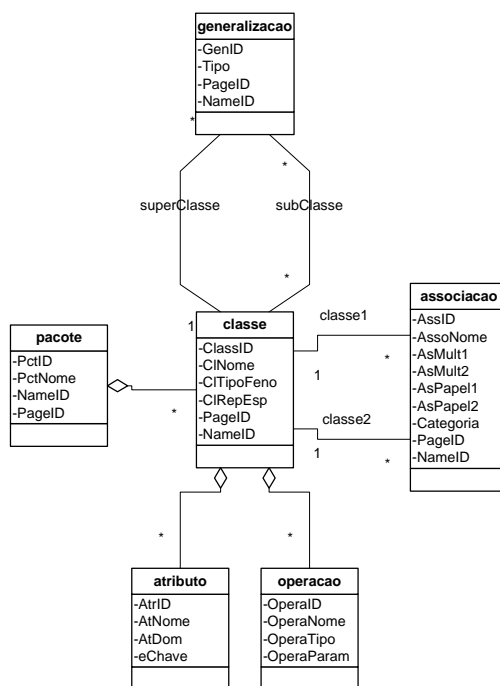 generalizacao
-GenID
-Tipo
-PageID
-NameID
*
*
superClasse
subClasse
*
1
classe
-ClassID
-ClNome
-ClTipoFeno
-ClRepEsp
-PageID
-NameID
classe1
1
*
classe2
1
*
associacao
-AssID
-AssoNome
-AsMult1
-AsMult2
-AsPapel1
-AsPapel2
-Categoria
-PageID
-NameID
pacote
-PctID
-PctNome
-NameID
-PageID
*
*
*
atributo
-AtrID
-AtNome
-AtDom
-eChave
operacao
-OperaID
-OperaNome
-OperaTipo
-OperaParam